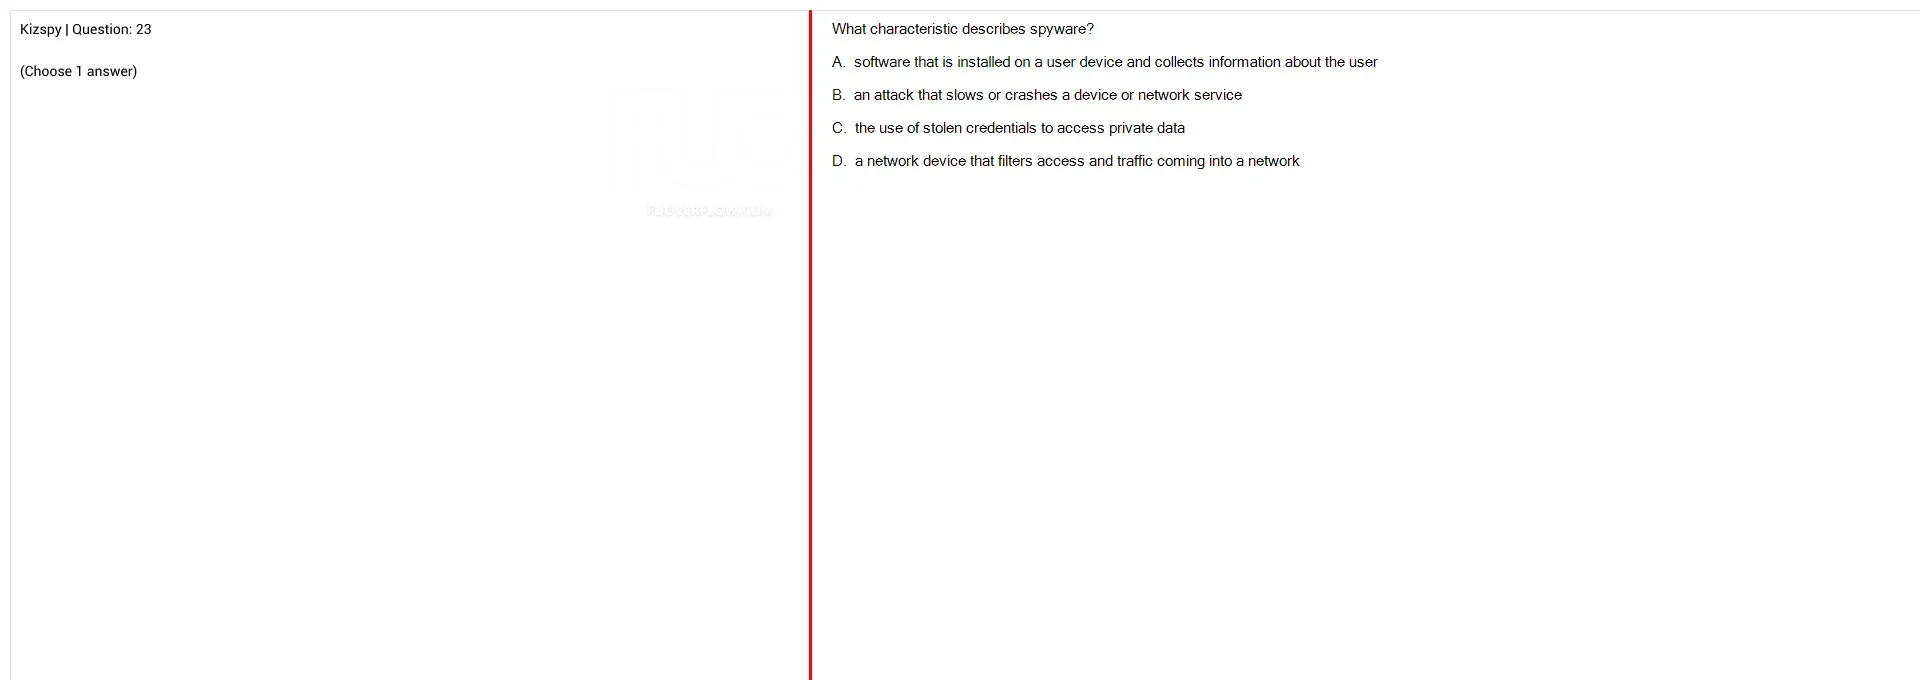 Kizspy | Question: 23
(Choose 1 answer)
What characteristic describes spyware?
A. software that is installed on a user device and collects information about the user
B. an attack that slows or crashes a device or network service
C. the use of stolen credentials to access private data
D. a network device that filters access and traffic coming into a network